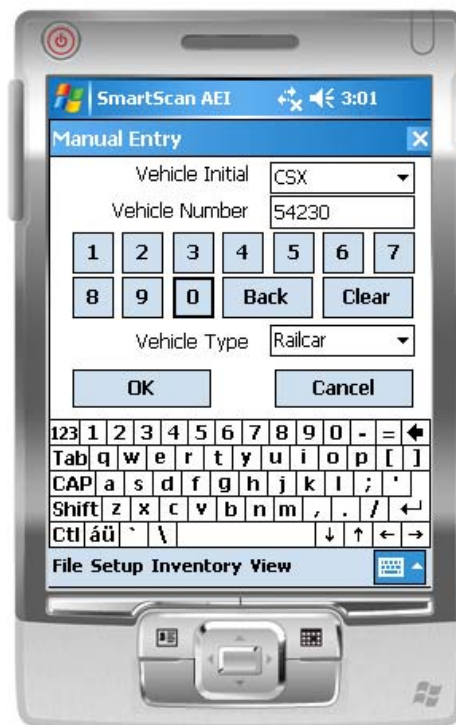 SmartScan AEI 3:01
Manual Entry X
Vehicle Initial CSX
Vehicle Number 54230
1 2 3 4 5 6 7
8 9 0 Back Clear
Vehicle Type Railcar
OK Cancel
123 1 2 3 4 5 6 7 8 9 0 - =
Tab q w e r t y u i o p [ ]
CAP a s d f g h j k l ; '
Shift z x c v b n m , . /
Ctl áü ` \
File Setup Inventory View